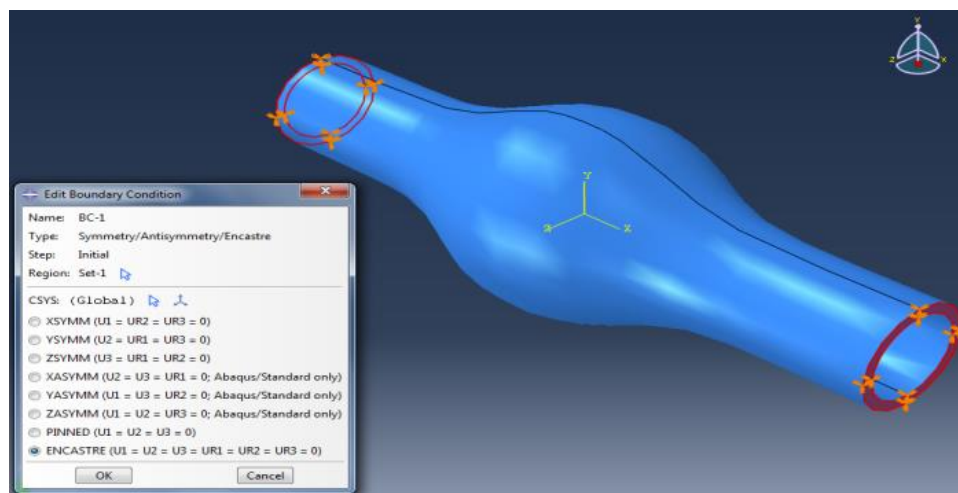 Edit Boundary Condition
Name: BC-1
Type: Symmetry/Antisymmetry/Encastre
Step: Initial
Region: Set-1
CSYS: (Global)
XSYMM (U1 = UR2 = UR3 = 0)
YSYMM (U2 = UR1 = UR3 = 0)
ZSYMM (U3 = UR1 = UR2 = 0)
XASYMM (U2 = U3 = UR1 = 0; Abaqus/Standard only)
YASYMM (U1 = U3 = UR2 = 0; Abaqus/Standard only)
ZASYMM (U1 = U2 = UR3 = 0; Abaqus/Standard only)
PINNED (U1 = U2 = U3 = 0)
ENCASTRE (U1 = U2 = U3 = UR1 = UR2 = UR3 = 0)
OK Cancel
Y
Z X
Y
Z X